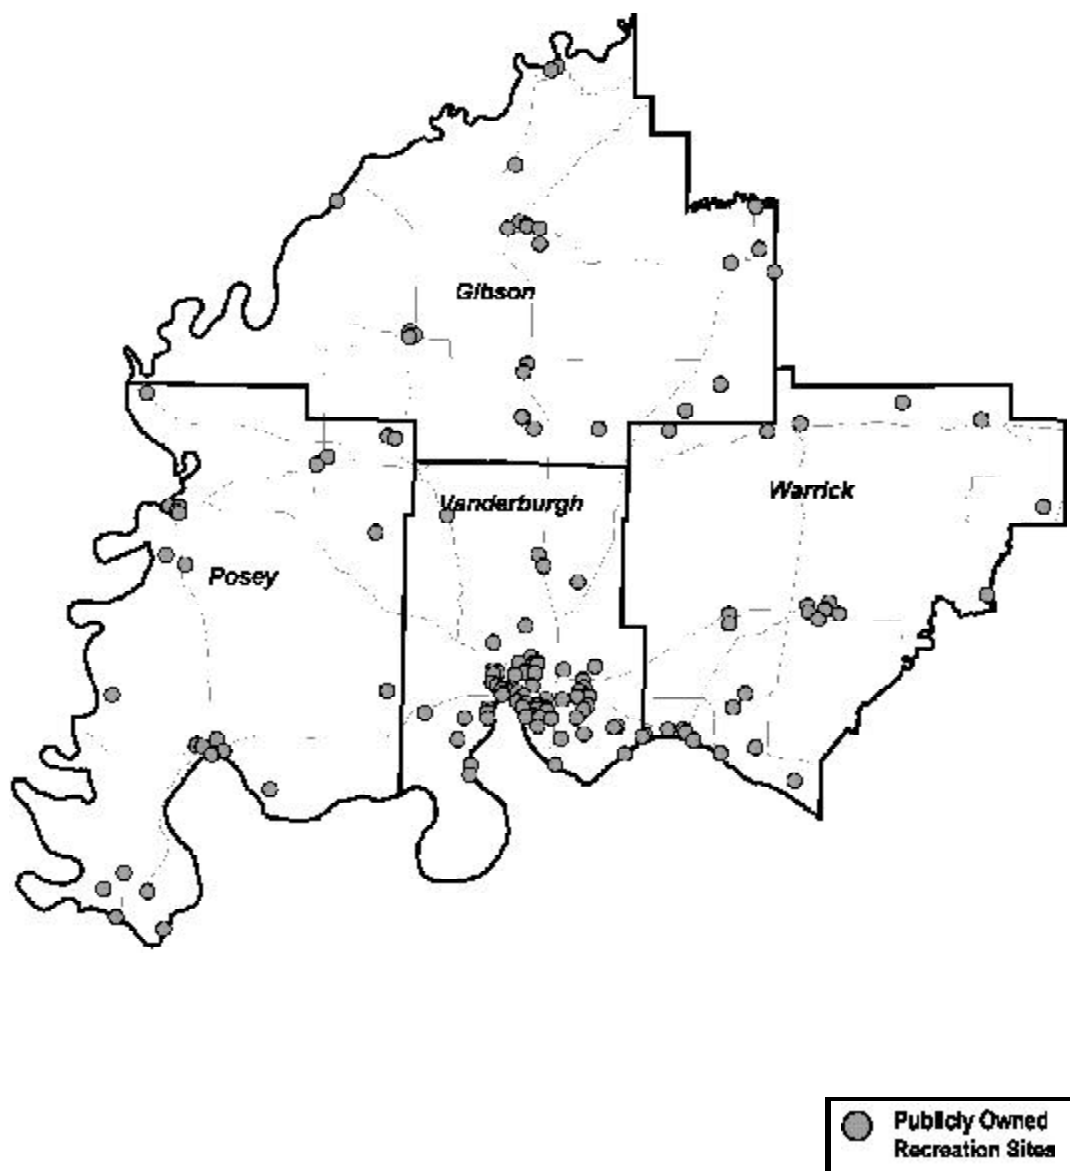 Gibson
Vanderburgh
Warrick
Posey
Publicly Owned
Recreation Sites